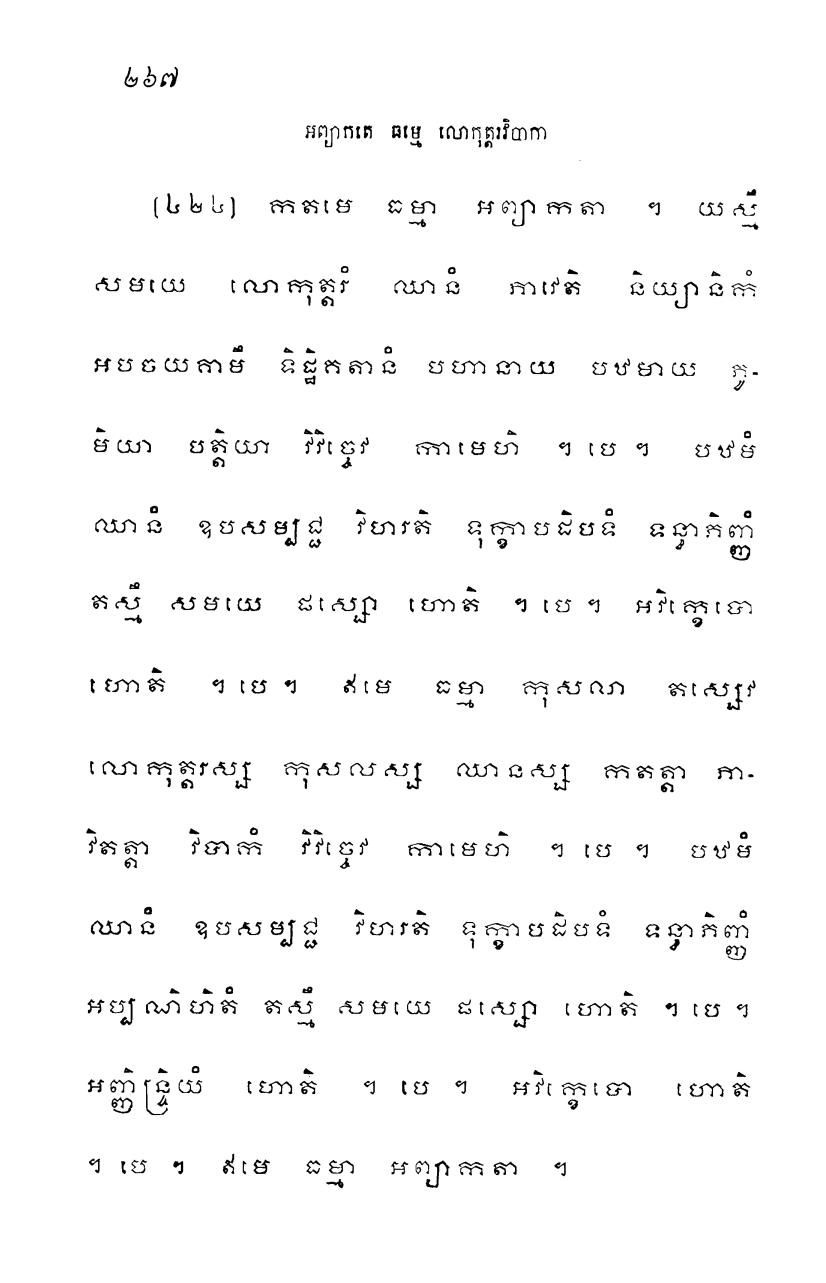 ២៦៧
អព្យាកតេ ធម្មេ លោកុត្តរវិបាកា
(៤២៤) កតមេ ធម្មា អព្យាកតា ។ យស្មឹ
សមយេ លោកុត្តរំ ឈានំ ភាវេតិ និយ្យានិកំ
អបចយគាមឹ ទិដ្ឋិគតានំ បហានាយ បឋមាយ ភូ-
មិយា បត្តិយា វិវិច្ចេវ កាមេហិ ។ បេ ។ បឋមំ
ឈានំ ឧបសម្បជ្ជ វិហរតិ ទុក្ខាបដិបទំ ទន្ធាភិញ្ញំ
តស្មឹ សមយេ ផស្សោ ហោតិ ។ បេ ។ អវិក្ខេបោ
ហោតិ ។ បេ ។ ឥមេ ធម្មា កុសលា តស្សេវ
លោកុត្តរស្ស កុសលស្ស ឈានស្ស កតត្តា ភា-
វិតត្តា វិបាកំ វិវិច្ចេវ កាមេហិ ។ បេ ។ បឋមំ
ឈានំ ឧបសម្បជ្ជ វិហរតិ ទុក្ខាបដិបទំ ទន្ធាភិញ្ញំ
អប្បណិហិតំ តស្មឹ សមយេ ផស្សោ ហោតិ ។ បេ ។
អញ្ញិន្ទ្រិយំ ហោតិ ។ បេ ។ អវិក្ខេបោ ហោតិ
។ បេ ។ ឥមេ ធម្មា អព្យាកតា ។